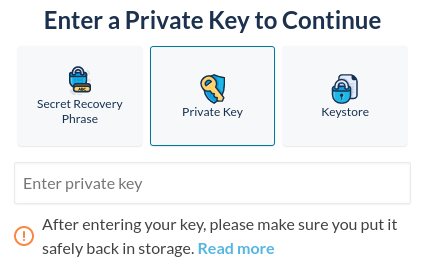 Enter a Private Key to Continue
Secret Recovery
Phrase
Private Key
Keystore
Enter private key
After entering your key, please make sure you put it
safely back in storage. Read more